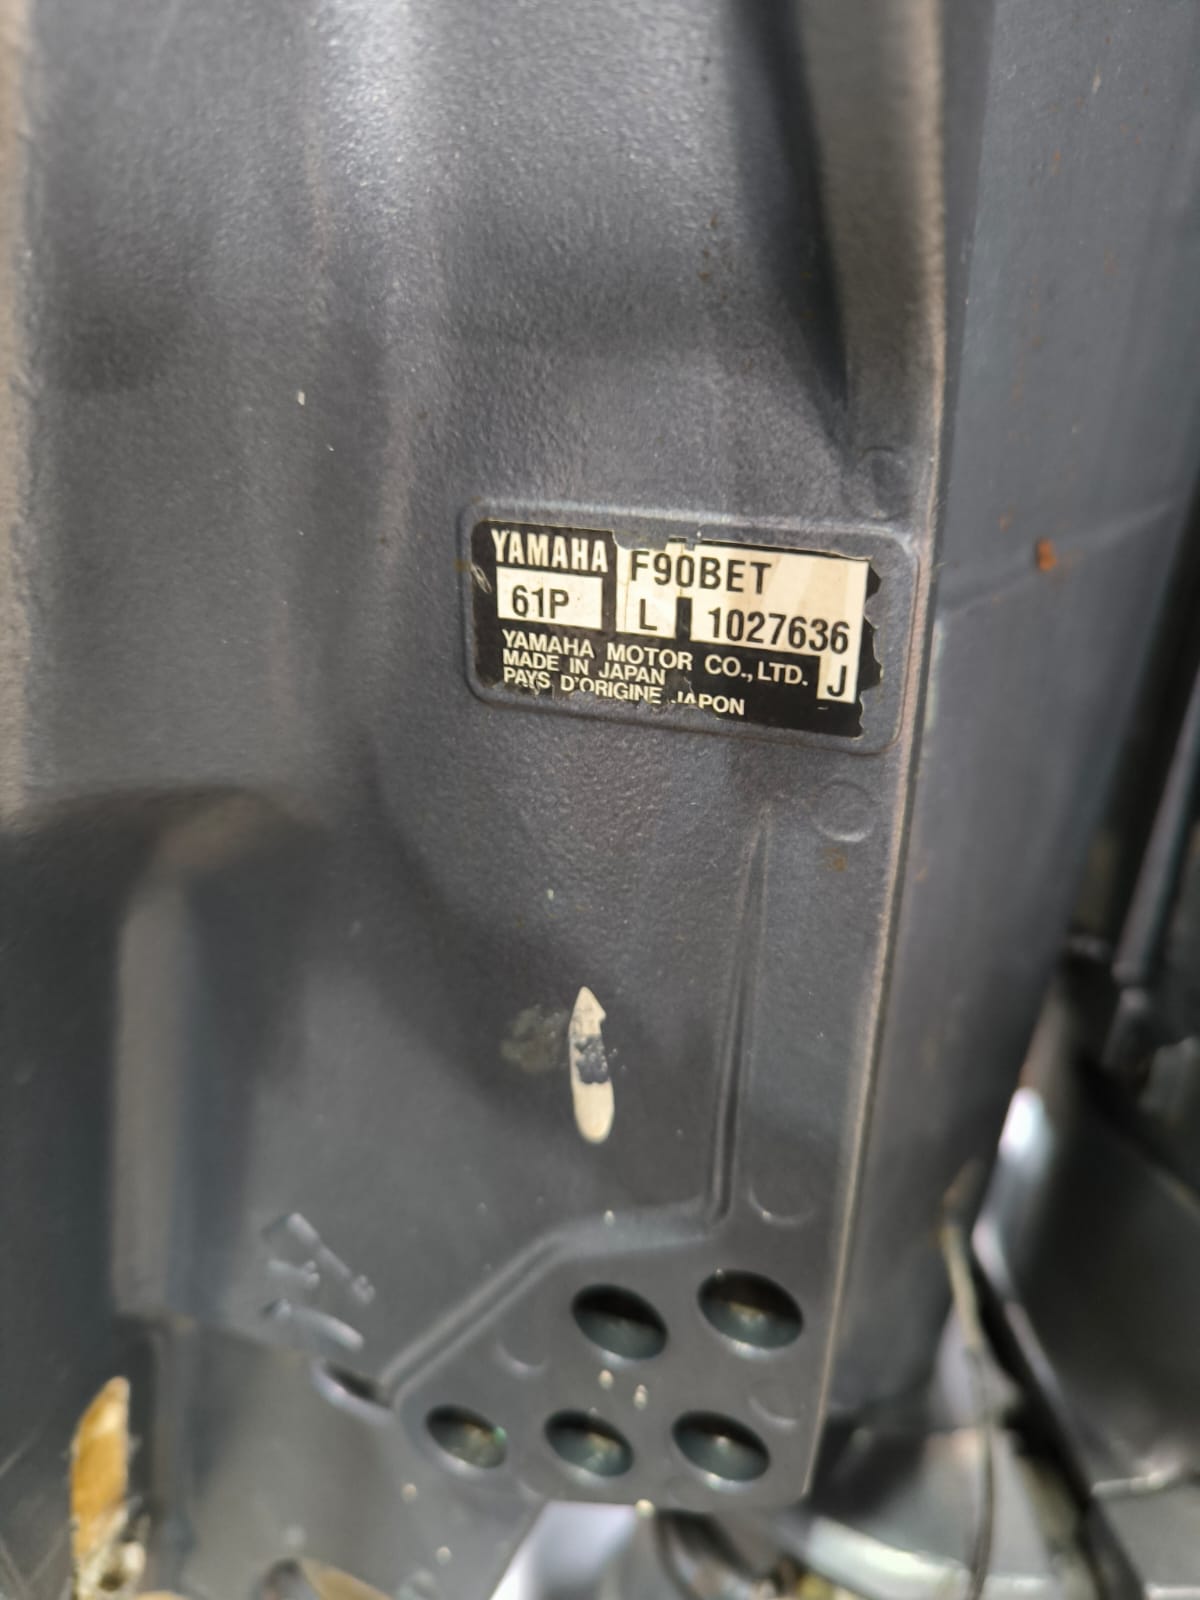 YAMAHA F90BET
61P L 1027636
YAMAHA MOTOR CO., LTD. J
MADE IN JAPAN
PAYS D'ORIGINE JAPON